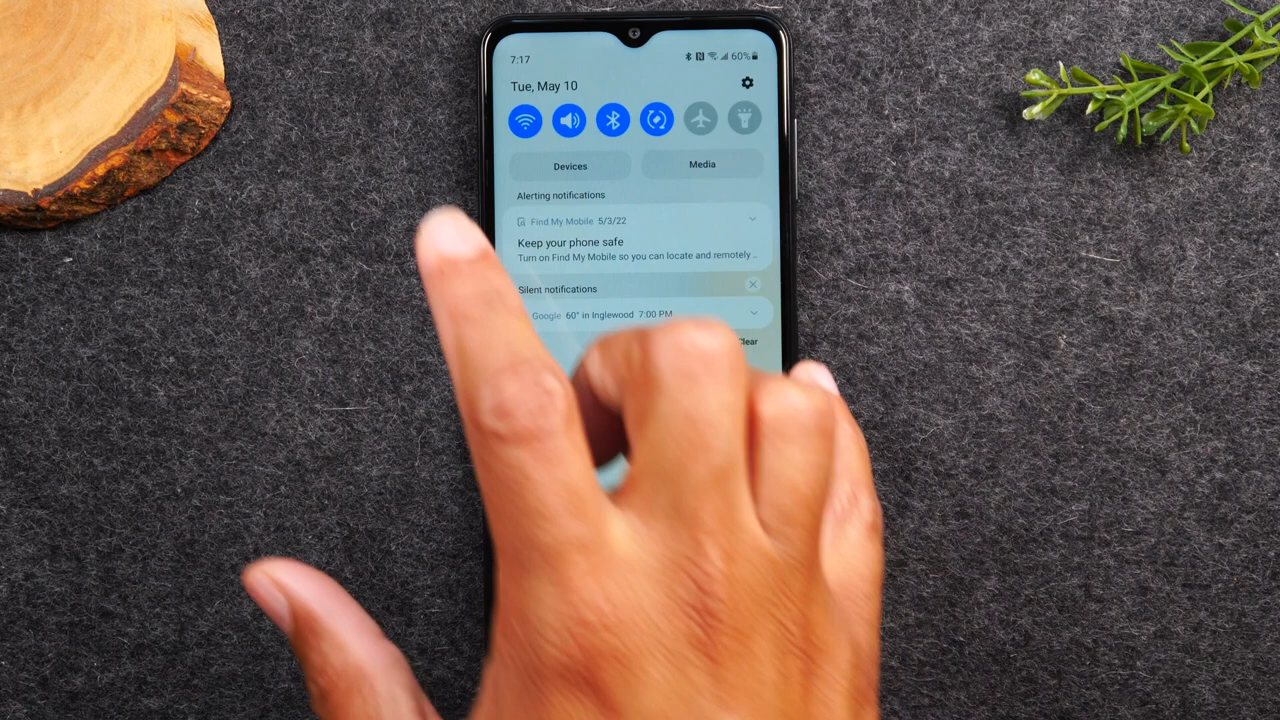 7:17 60%
Tue, May 10
Devices Media
Alerting notifications
Find My Mobile 5/3/22
Keep your phone safe
Turn on Find My Mobile so you can locate and remotely ..
Silent notifications
Google 60° in Inglewood 7:00 PM
Clear